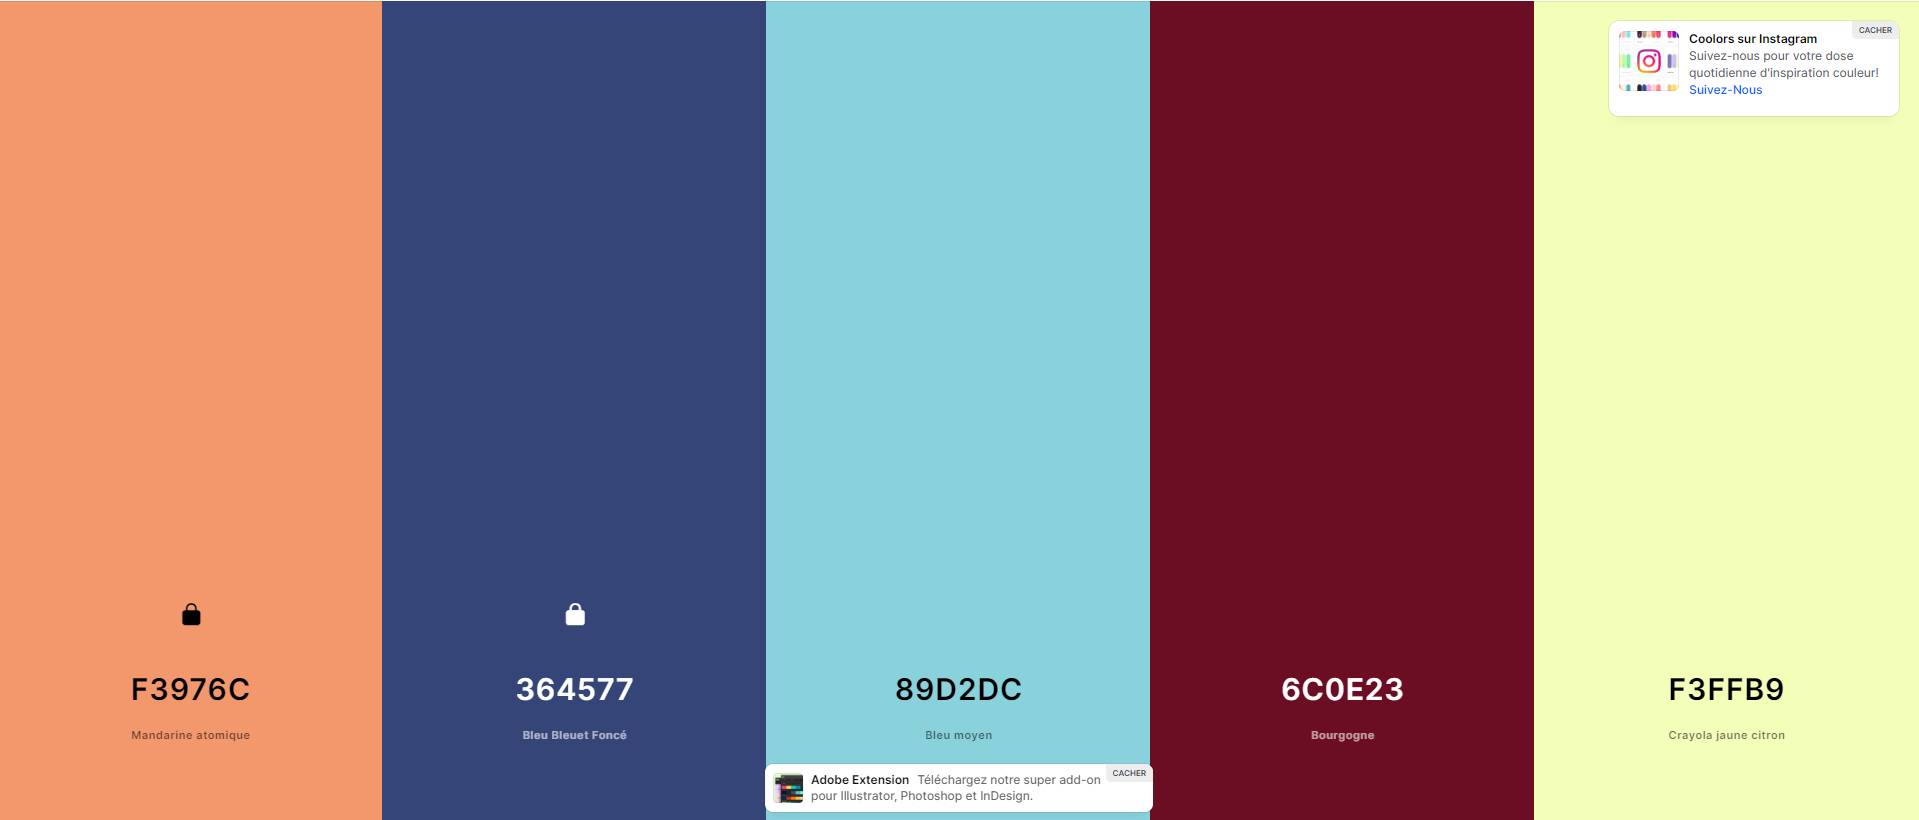 CACHER
Coolors sur Instagram
Suivez-nous pour votre dose
quotidienne d'inspiration couleur!
Suivez-Nous
F3976C
Mandarine atomique
364577
Bleu Bleuet Foncé
89D2DC
Bleu moyen
6C0E23
Bourgogne
F3FFB9
Crayola jaune citron
CACHER
Adobe Extension Téléchargez notre super add-on
pour Illustrator, Photoshop et InDesign.